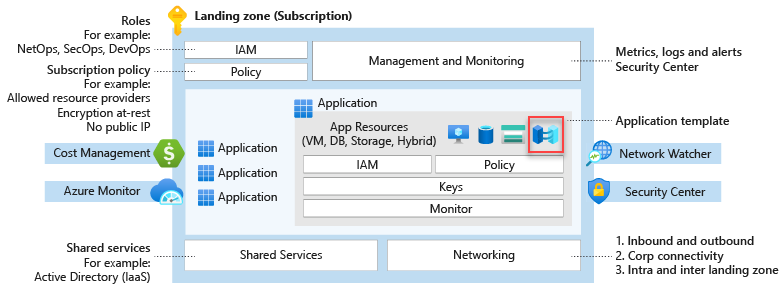 Roles
For example:
NetOps, SecOps, DevOps
Subscription policy
For example:
Allowed resource providers
Encryption at-rest
No public IP
Cost Management
Azure Monitor
Shared services
For example:
Active Directory (IaaS)
Landing zone (Subscription)
IAM
Policy
Management and Monitoring
Application
Application
Application
Application
App Resources
(VM, DB, Storage, Hybrid)
IAM
Policy
Keys
Monitor
Shared Services
Networking
Metrics, logs and alerts
Security Center
Application template
Network Watcher
Security Center
1. Inbound and outbound
2. Corp connectivity
3. Intra and inter landing zone